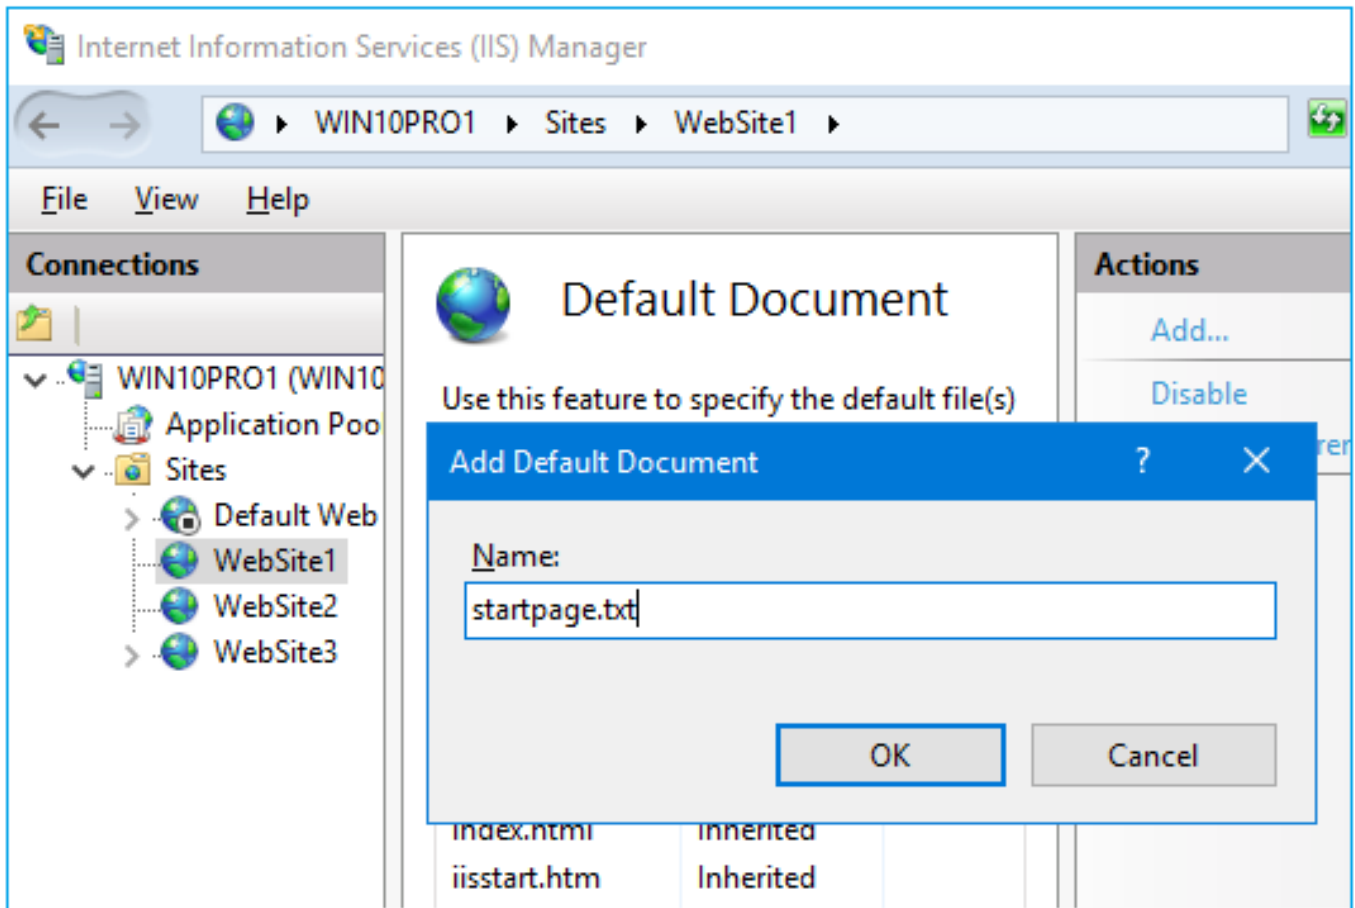 Internet Information Services (IIS) Manager
WIN10PRO1 Sites WebSite1
File View Help
Connections
WIN10PRO1 (WIN10
Application Poo
Sites
Default Web
WebSite1
WebSite2
WebSite3
Default Document
Use this feature to specify the default file(s)
Add Default Document
Name:
startpage.txt
OK Cancel
index.html Inherited
iisstart.htm Inherited
Actions
Add...
Disable